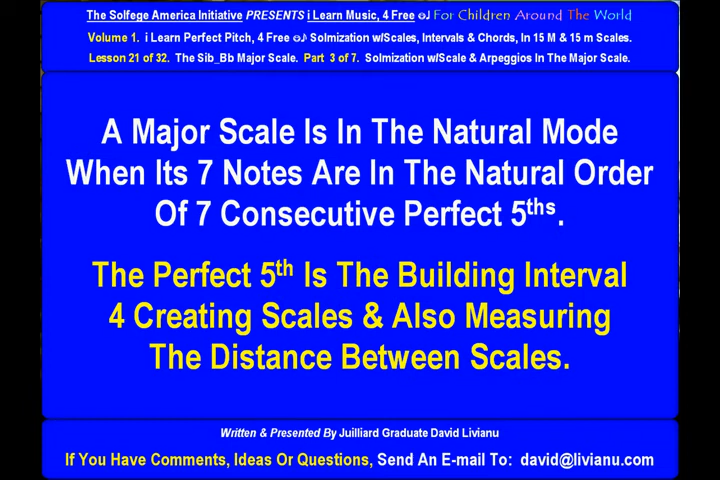 The Solfege America Initiative PRESENTS i Learn Music, 4 Free 𝅝♩ For Children Around The World
Volume 1. i Learn Perfect Pitch, 4 Free 𝅝♪ Solmization w/Scales, Intervals & Chords, In 15 M & 15 m Scales.
Lesson 21 of 32. The Sib_Bb Major Scale. Part 3 of 7. Solmization w/Scale & Arpeggios In The Major Scale.
A Major Scale Is In The Natural Mode
When Its 7 Notes Are In The Natural Order
Of 7 Consecutive Perfect 5ths.
The Perfect 5th Is The Building Interval
4 Creating Scales & Also Measuring
The Distance Between Scales.
Written & Presented By Juilliard Graduate David Livianu
If You Have Comments, Ideas Or Questions, Send An E-mail To: david@livianu.com